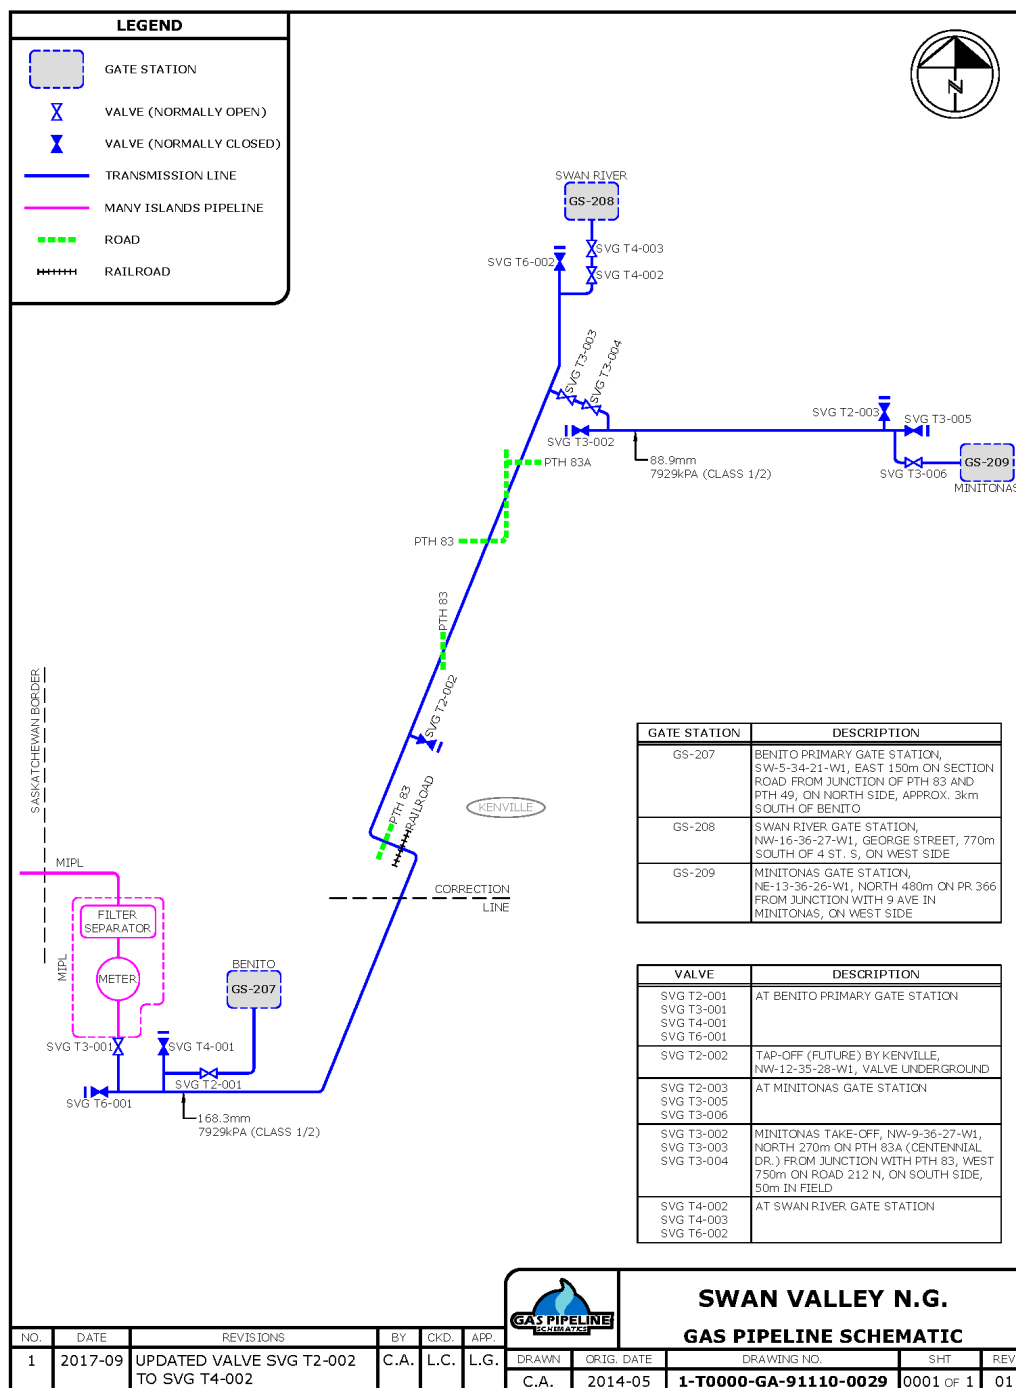 LEGEND
GATE STATION
VALVE (NORMALLY OPEN)
VALVE (NORMALLY CLOSED)
TRANSMISSION LINE
MANY ISLANDS PIPELINE
ROAD
RAILROAD
N
SWAN RIVER
GS-208
SVG T4-003
SVG T6-002
SVG T4-002
SVG T3-003
SVG T3-004
SVG T2-003
SVG T3-005
SVG T3-002
PTH 83A
88.9mm
7929kPA (CLASS 1/2)
SVG T3-006
GS-209
MINITONAS
PTH 83
PTH 83
SVG T2-002
SASKATCHEWAN BORDER
PTH 83
RAILROAD
KENVILLE
MIPL
CORRECTION
LINE
FILTER
SEPARATOR
MIPL
METER
BENITO
GS-207
SVG T3-001
SVG T4-001
SVG T2-001
SVG T6-001
168.3mm
7929kPA (CLASS 1/2)
GATE STATION DESCRIPTION
GS-207 BENITO PRIMARY GATE STATION,
SW-5-34-21-W1, EAST 150m ON SECTION
ROAD FROM JUNCTION OF PTH 83 AND
PTH 49, ON NORTH SIDE, APPROX. 3km
SOUTH OF BENITO
GS-208 SWAN RIVER GATE STATION,
NW-16-36-27-W1, GEORGE STREET, 770m
SOUTH OF 4 ST. S, ON WEST SIDE
GS-209 MINITONAS GATE STATION,
NE-13-36-26-W1, NORTH 480m ON PR 366
FROM JUNCTION WITH 9 AVE IN
MINITONAS, ON WEST SIDE
VALVE DESCRIPTION
SVG T2-001 AT BENITO PRIMARY GATE STATION
SVG T3-001
SVG T4-001
SVG T6-001
SVG T2-002 TAP-OFF (FUTURE) BY KENVILLE,
NW-12-35-28-W1, VALVE UNDERGROUND
SVG T2-003 AT MINITONAS GATE STATION
SVG T3-005
SVG T3-006
SVG T3-002 MINITONAS TAKE-OFF, NW-9-36-27-W1,
SVG T3-003 NORTH 270m ON PTH 83A (CENTENNIAL
SVG T3-004 DR.) FROM JUNCTION WITH PTH 83, WEST
750m ON ROAD 212 N, ON SOUTH SIDE,
50m IN FIELD
SVG T4-002 AT SWAN RIVER GATE STATION
SVG T4-003
SVG T6-002
GAS PIPELINE
SCHEMATICS
SWAN VALLEY N.G.
GAS PIPELINE SCHEMATIC
NO. DATE REVISIONS BY CKD. APP.
1 2017-09 UPDATED VALVE SVG T2-002 C.A. L.C. L.G.
TO SVG T4-002
DRAWN ORIG. DATE DRAWING NO. SHT REV
C.A. 2014-05 1-T0000-GA-91110-0029 0001 OF 1 01